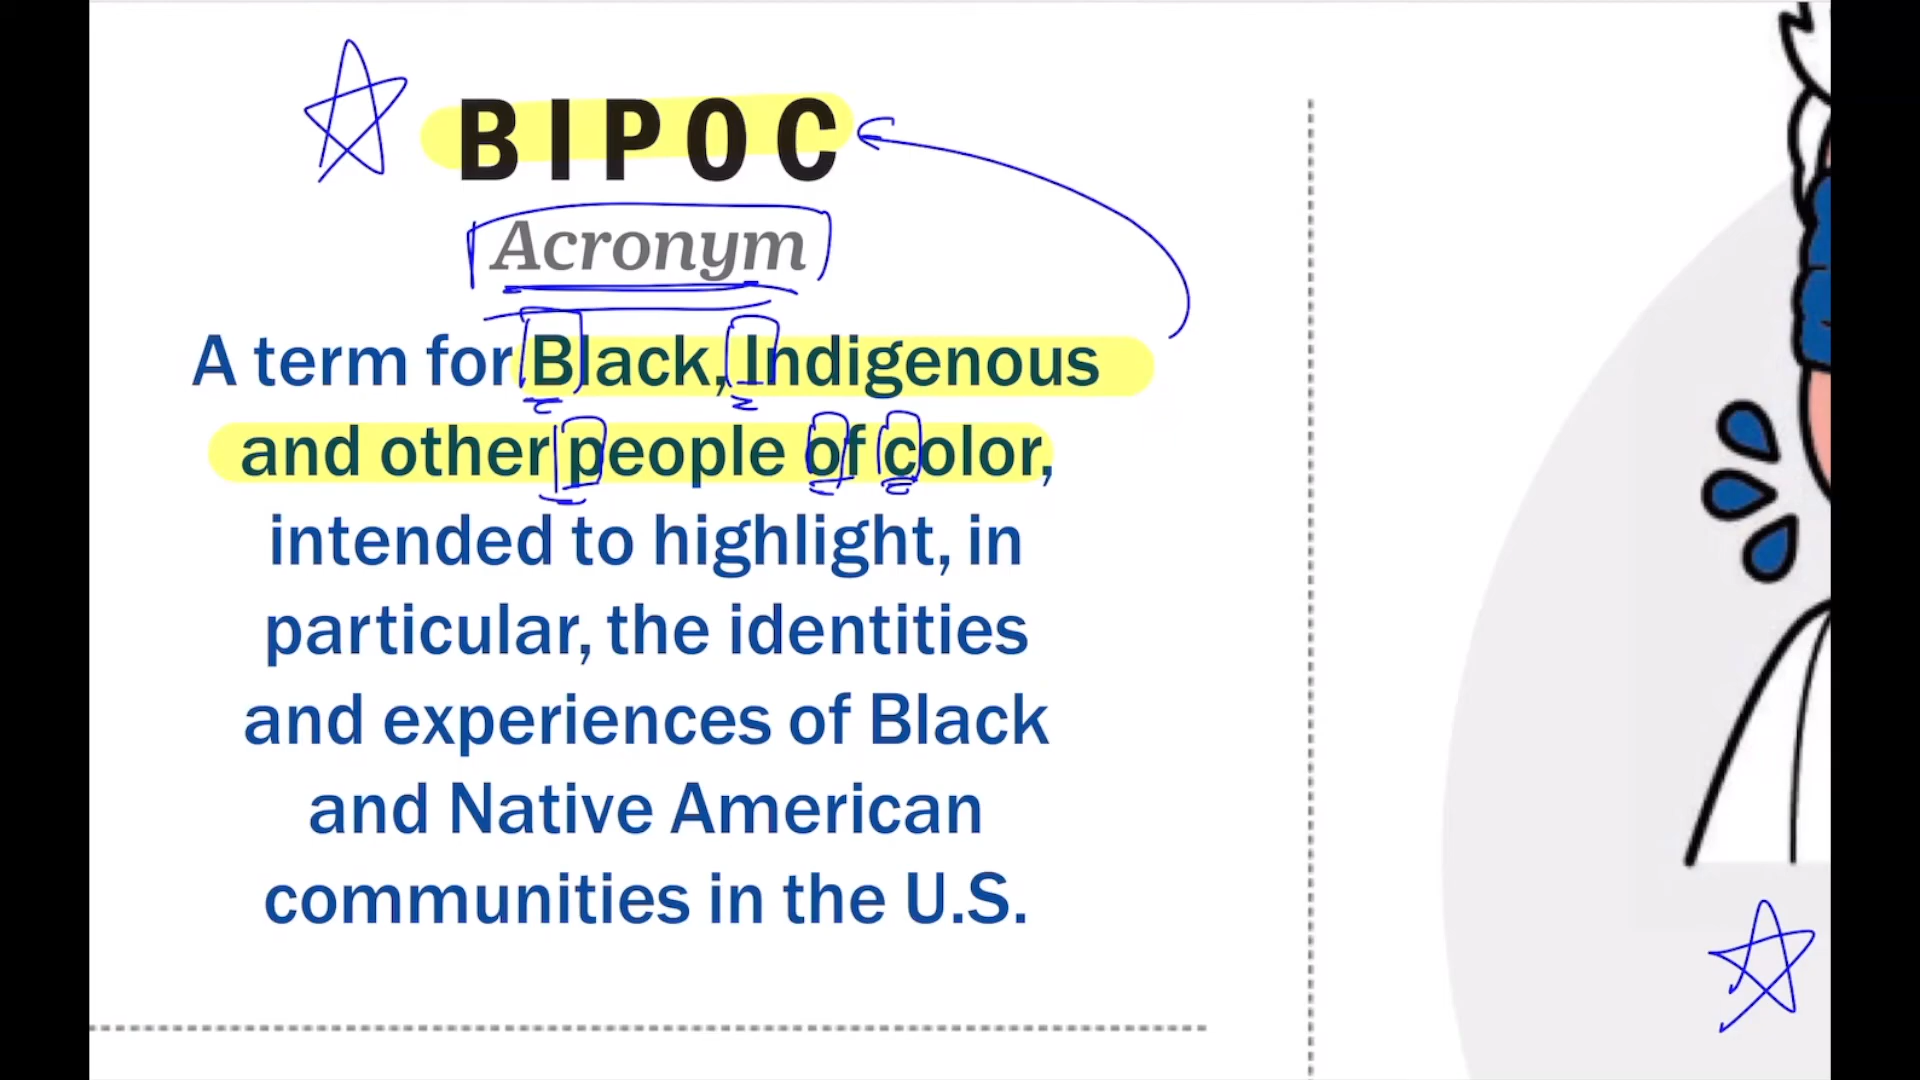 BIPOC
Acronym
A term for Black, Indigenous
and other people of color,
intended to highlight, in
particular, the identities
and experiences of Black
and Native American
communities in the U.S.